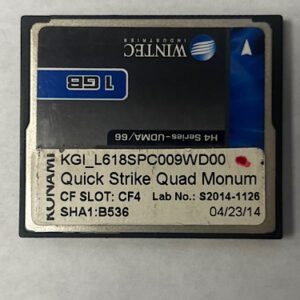 WINTEC
INDUSTRIES
1 GB
H4 Series-UDMA/66
KONAMI
KGI_L618SPC009WD00
Quick Strike Quad Monum
CF SLOT: CF4 Lab No.: S2014-1126
SHA1:B536 04/23/14